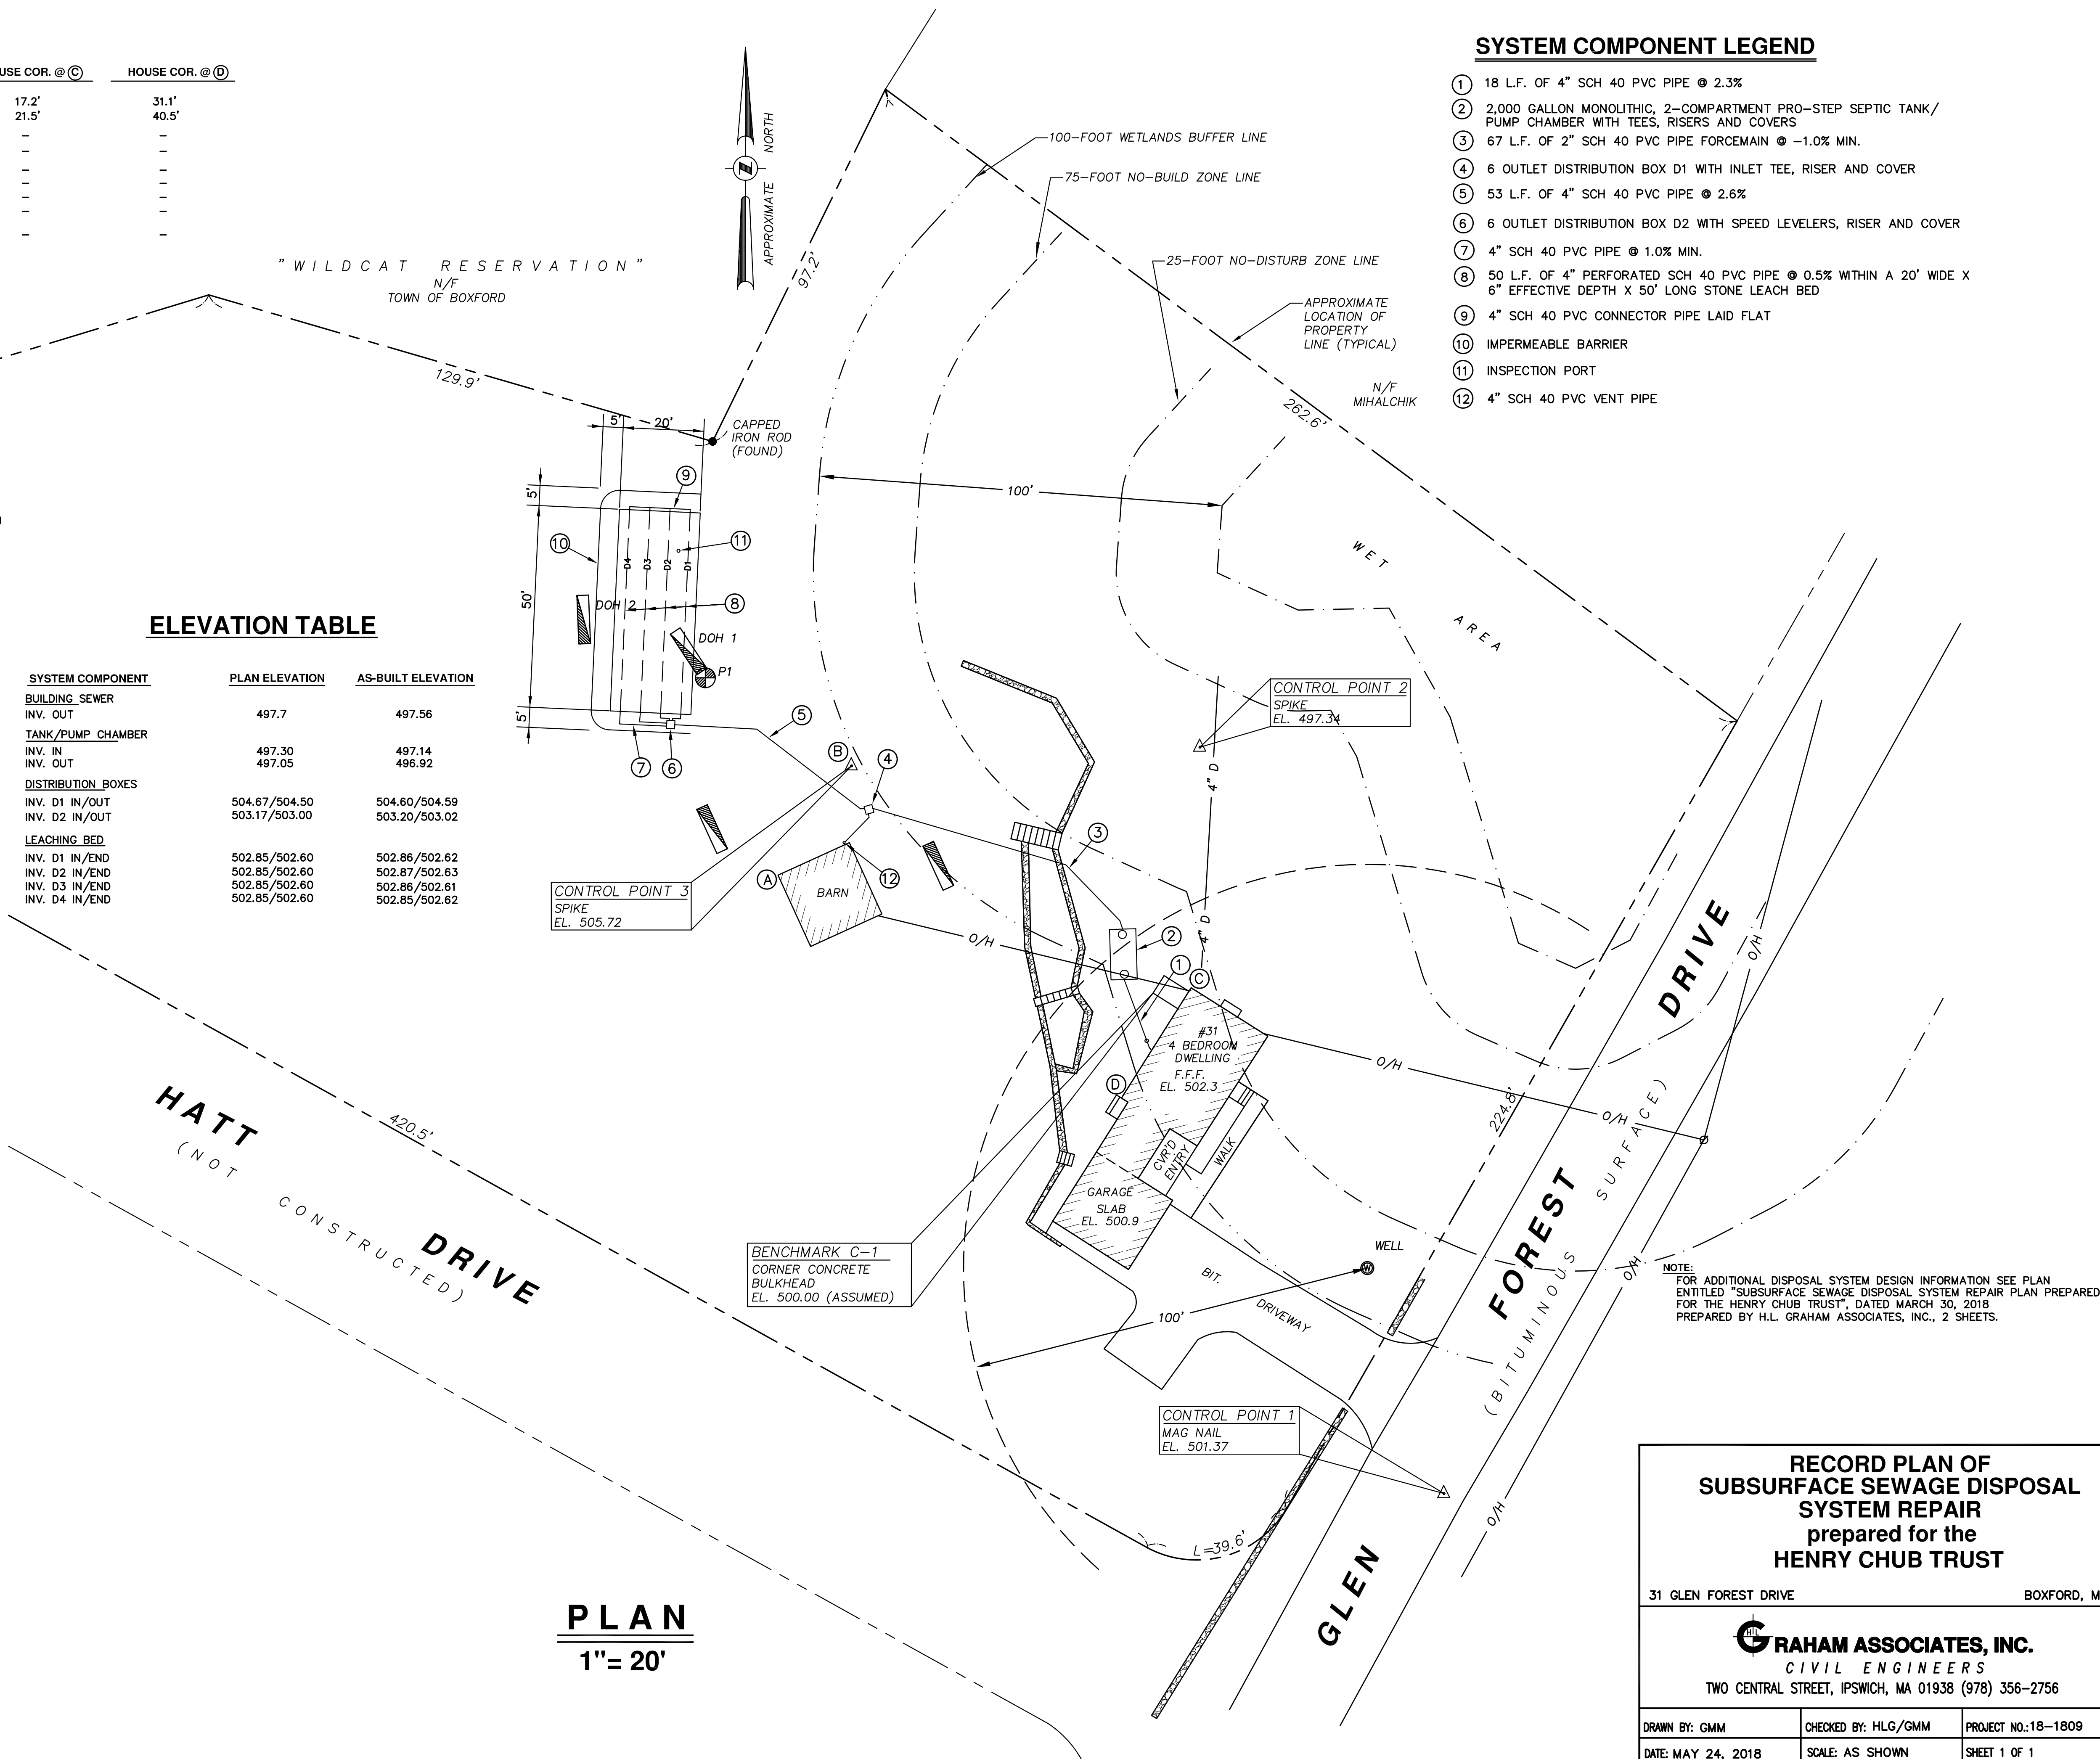 HOUSE COR. @ C
HOUSE COR. @ D
17.2' 31.1'
21.5' 40.5'
– –
– –
– –
– –
– –
– –
– –
"WILDCAT RESERVATION"
N/F
TOWN OF BOXFORD
APPROXIMATE NORTH
SYSTEM COMPONENT LEGEND
1 18 L.F. OF 4" SCH 40 PVC PIPE @ 2.3%
2 2,000 GALLON MONOLITHIC, 2–COMPARTMENT PRO–STEP SEPTIC TANK/
PUMP CHAMBER WITH TEES, RISERS AND COVERS
3 67 L.F. OF 2" SCH 40 PVC PIPE FORCEMAIN @ –1.0% MIN.
4 6 OUTLET DISTRIBUTION BOX D1 WITH INLET TEE, RISER AND COVER
5 53 L.F. OF 4" SCH 40 PVC PIPE @ 2.6%
6 6 OUTLET DISTRIBUTION BOX D2 WITH SPEED LEVELERS, RISER AND COVER
7 4" SCH 40 PVC PIPE @ 1.0% MIN.
8 50 L.F. OF 4" PERFORATED SCH 40 PVC PIPE @ 0.5% WITHIN A 20' WIDE X
6" EFFECTIVE DEPTH X 50' LONG STONE LEACH BED
9 4" SCH 40 PVC CONNECTOR PIPE LAID FLAT
10 IMPERMEABLE BARRIER
11 INSPECTION PORT
12 4" SCH 40 PVC VENT PIPE
100–FOOT WETLANDS BUFFER LINE
75–FOOT NO–BUILD ZONE LINE
25–FOOT NO–DISTURB ZONE LINE
APPROXIMATE
LOCATION OF
PROPERTY
LINE (TYPICAL)
N/F
MIHALCHIK
97.2'
129.9'
262.6'
5'
20'
CAPPED
IRON ROD
(FOUND)
5'
50'
5'
9
10
11
D4 D3 D2 D1
8
DOH 2
DOH 1
P1
5
7
6
100'
WET
AREA
ELEVATION TABLE
SYSTEM COMPONENT PLAN ELEVATION AS-BUILT ELEVATION
BUILDING SEWER
INV. OUT 497.7 497.56
TANK/PUMP CHAMBER
INV. IN 497.30 497.14
INV. OUT 497.05 496.92
DISTRIBUTION BOXES
INV. D1 IN/OUT 504.67/504.50 504.60/504.59
INV. D2 IN/OUT 503.17/503.00 503.20/503.02
LEACHING BED
INV. D1 IN/END 502.85/502.60 502.86/502.62
INV. D2 IN/END 502.85/502.60 502.87/502.63
INV. D3 IN/END 502.85/502.60 502.86/502.61
INV. D4 IN/END 502.85/502.60 502.85/502.62
CONTROL POINT 2
SPIKE
EL. 497.34
4" D
4" D
B
4
3
CONTROL POINT 3
SPIKE
EL. 505.72
A
BARN
12
O/H
2
1
C
#31
4 BEDROOM
DWELLING
F.F.F.
EL. 502.3
D
CVR'D
ENTRY
WALK
GARAGE
SLAB
EL. 500.9
O/H
O/H
O/H
O/H
O/H
224.8'
420.5'
HATT
DRIVE
(NOT CONSTRUCTED)
BENCHMARK C–1
CORNER CONCRETE
BULKHEAD
EL. 500.00 (ASSUMED)
WELL
W
100'
BIT.
DRIVEWAY
CONTROL POINT 1
MAG NAIL
EL. 501.37
L=39.6'
GLEN FOREST DRIVE
(BITUMINOUS SURFACE)
NOTE:
FOR ADDITIONAL DISPOSAL SYSTEM DESIGN INFORMATION SEE PLAN
ENTITLED "SUBSURFACE SEWAGE DISPOSAL SYSTEM REPAIR PLAN PREPARED
FOR THE HENRY CHUB TRUST", DATED MARCH 30, 2018
PREPARED BY H.L. GRAHAM ASSOCIATES, INC., 2 SHEETS.
PLAN
1"= 20'
RECORD PLAN OF
SUBSURFACE SEWAGE DISPOSAL
SYSTEM REPAIR
prepared for the
HENRY CHUB TRUST
31 GLEN FOREST DRIVE BOXFORD, M
HL
GRAHAM ASSOCIATES, INC.
CIVIL ENGINEERS
TWO CENTRAL STREET, IPSWICH, MA 01938 (978) 356–2756
DRAWN BY: GMM CHECKED BY: HLG/GMM PROJECT NO.:18–1809
DATE: MAY 24, 2018 SCALE: AS SHOWN SHEET 1 OF 1